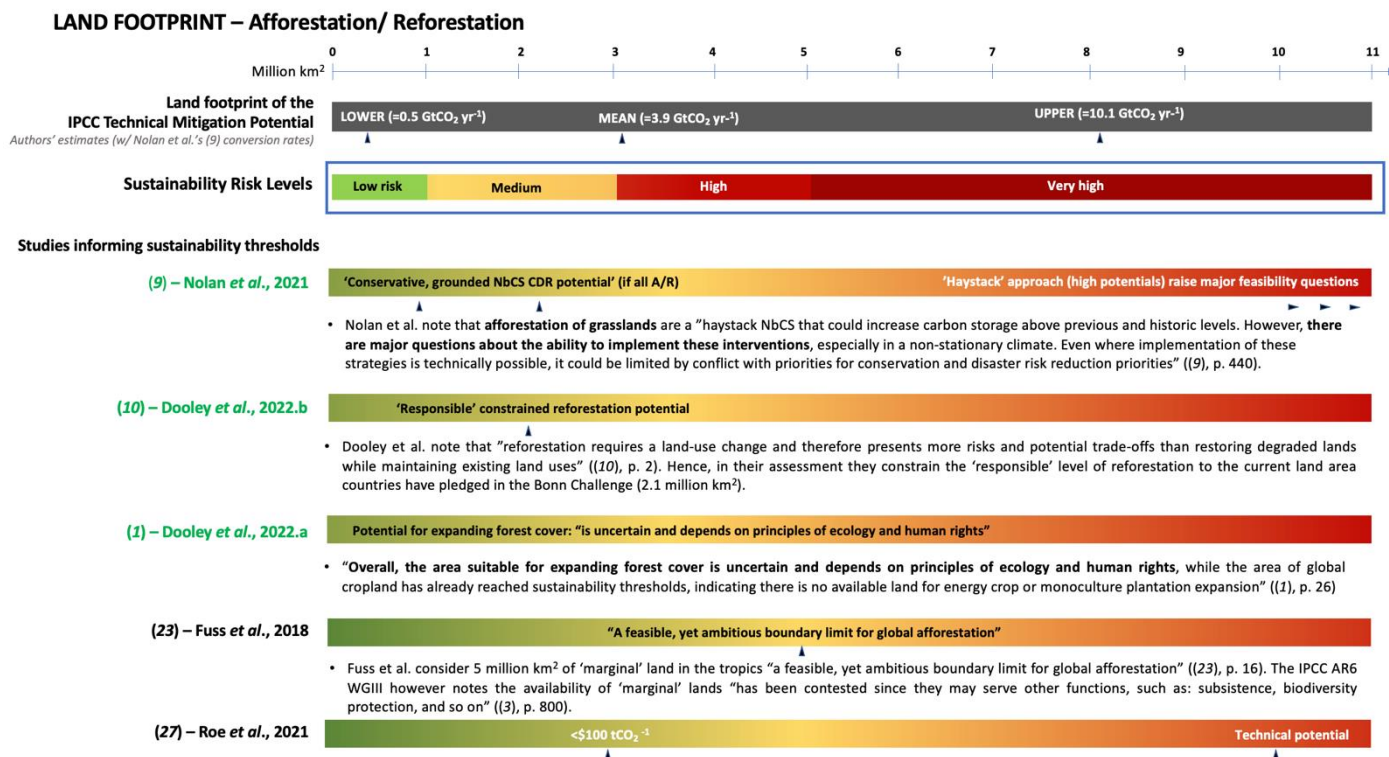 LAND FOOTPRINT – Afforestation/ Reforestation
0 1 2 3 4 5 6 7 8 9 10 11
Million km²
Land footprint of the
IPCC Technical Mitigation Potential
Authors' estimates (w/ Nolan et al.'s (9) conversion rates)
LOWER (=0.5 GtCO₂ yr⁻¹)
MEAN (=3.9 GtCO₂ yr-¹)
UPPER (=10.1 GtCO₂ yr-¹)
Sustainability Risk Levels
Low risk
Medium
High
Very high
Studies informing sustainability thresholds
(9) – Nolan et al., 2021
'Conservative, grounded NbCS CDR potential' (if all A/R)
'Haystack' approach (high potentials) raise major feasibility questions
• Nolan et al. note that afforestation of grasslands are a "haystack NbCS that could increase carbon storage above previous and historic levels. However, there
are major questions about the ability to implement these interventions, especially in a non-stationary climate. Even where implementation of these
strategies is technically possible, it could be limited by conflict with priorities for conservation and disaster risk reduction priorities" ((9), p. 440).
(10) – Dooley et al., 2022.b
'Responsible' constrained reforestation potential
• Dooley et al. note that "reforestation requires a land-use change and therefore presents more risks and potential trade-offs than restoring degraded lands
while maintaining existing land uses" ((10), p. 2). Hence, in their assessment they constrain the 'responsible' level of reforestation to the current land area
countries have pledged in the Bonn Challenge (2.1 million km²).
(1) – Dooley et al., 2022.a
Potential for expanding forest cover: "is uncertain and depends on principles of ecology and human rights"
• "Overall, the area suitable for expanding forest cover is uncertain and depends on principles of ecology and human rights, while the area of global
cropland has already reached sustainability thresholds, indicating there is no available land for energy crop or monoculture plantation expansion" ((1), p. 26)
(23) – Fuss et al., 2018
"A feasible, yet ambitious boundary limit for global afforestation"
• Fuss et al. consider 5 million km² of 'marginal' land in the tropics "a feasible, yet ambitious boundary limit for global afforestation" ((23), p. 16). The IPCC AR6
WGIII however notes the availability of 'marginal' lands "has been contested since they may serve other functions, such as: subsistence, biodiversity
protection, and so on" ((3), p. 800).
(27) – Roe et al., 2021
<$100 tCO₂ ⁻¹
Technical potential